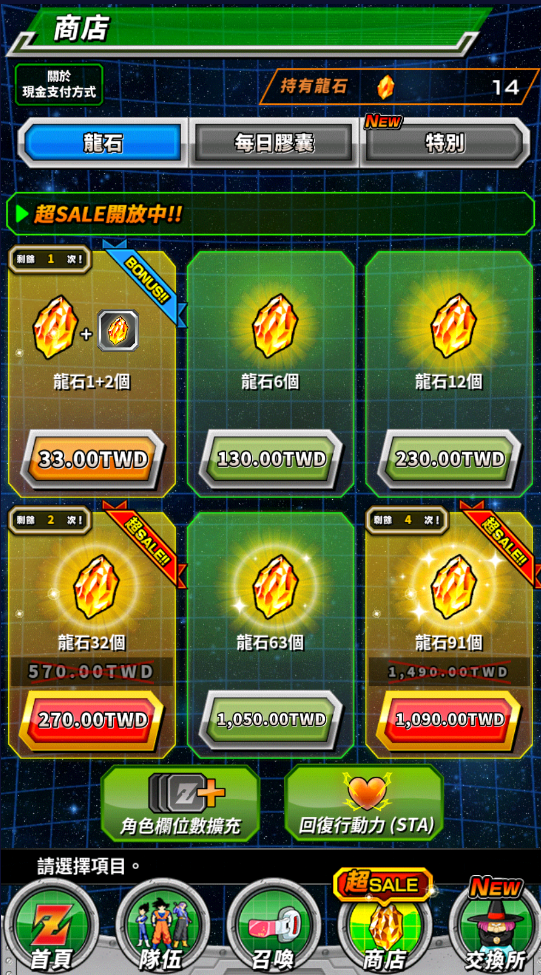 商店
關於
現金支付方式
持有龍石
14
龍石
每日膠囊
NEW
特別
超SALE開放中!!
剩餘 1 次!
BONUS!!
+
龍石1+2個
33.00TWD
龍石6個
130.00TWD
龍石12個
230.00TWD
剩餘 2 次!
超SALE!!
龍石32個
570.00TWD
270.00TWD
龍石63個
1,050.00TWD
剩餘 4 次!
超SALE!!
龍石91個
1,490.00TWD
1,090.00TWD
Z+
角色欄位數擴充
回復行動力 (STA)
請選擇項目。
Z
首頁
隊伍
召喚
超SALE
商店
NEW
交換所